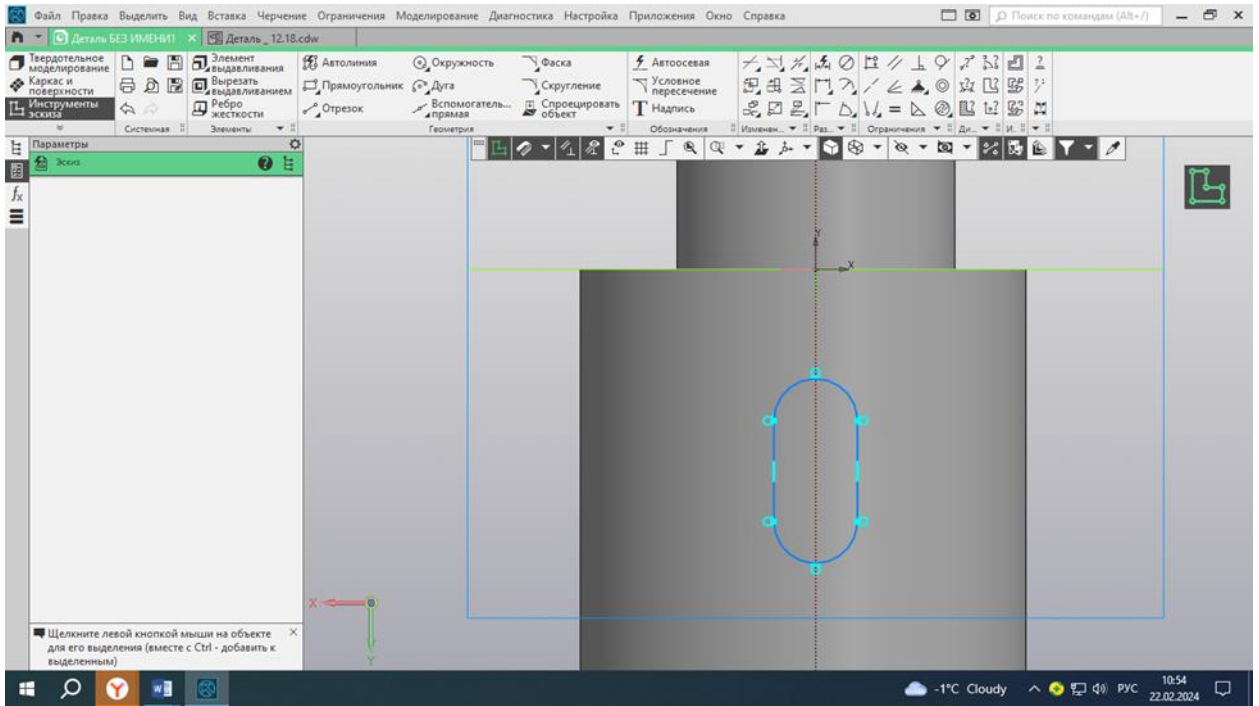 Файл Правка Выделить Вид Вставка Черчение Ограничения Моделирование Диагностика Настройка Приложения Окно Справка
Поиск по командам (Alt+/)
Деталь БЕЗ ИМЕНИ1
Деталь _ 12.18.cdw
Твердотельное моделирование
Каркас и поверхности
Инструменты эскиза
Системная
Элемент выдавливания
Вырезать выдавливанием
Ребро жесткости
Элементы
Автолиния
Окружность
Фаска
Прямоугольник
Дуга
Скругление
Отрезок
Вспомогатель... прямая
Спроецировать объект
Геометрия
Автоосевая
Условное пересечение
Надпись
Обозначения
Изменен...
Раз...
Ограничения
Ди...
И.
Параметры
Эскиз
Y
X
X
Y
Щелкните левой кнопкой мыши на объекте
для его выделения (вместе с Ctrl - добавить к
выделенным)
-1°C Cloudy
РУС
10:54
22.02.2024